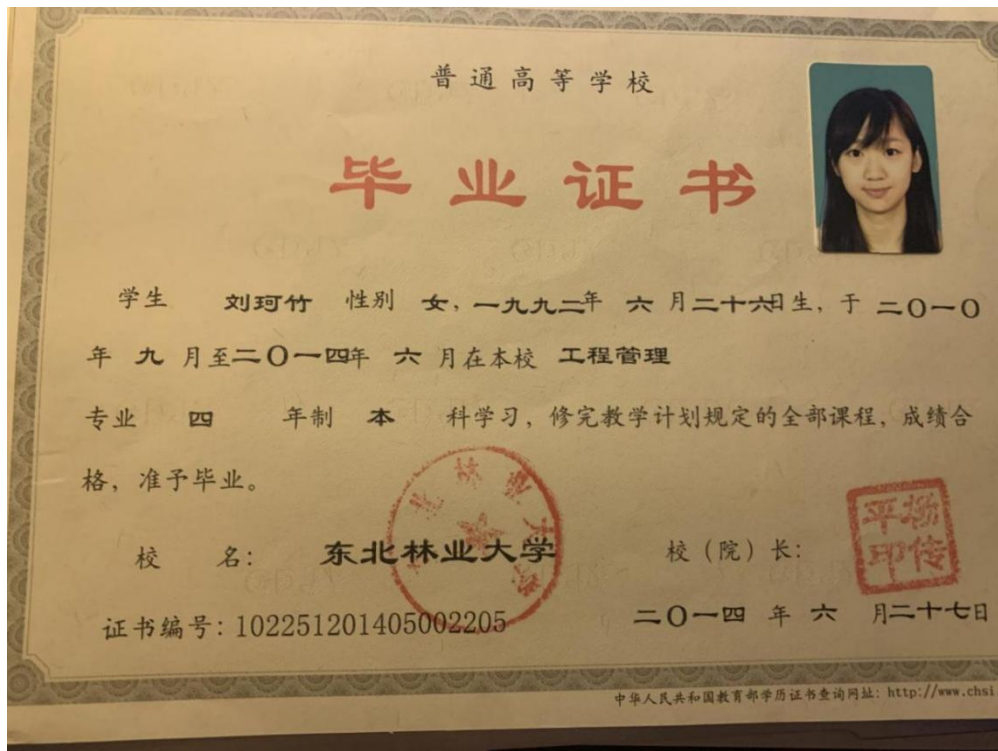 普通高等学校
毕业证书
学生 刘珂竹 性别 女,一九九二年 六 月二十六日生,于 二〇一〇
年 九 月至二〇一四年 六 月在本校 工程管理
专业 四 年制 本 科学习,修完教学计划规定的全部课程,成绩合
格,准予毕业。
校 名: 东北林业大学 校(院)长:
杨传平印
证书编号:102251201405002205 二〇一四 年 六 月二十七日
中华人民共和国教育部学历证书查询网址:http://www.chsi